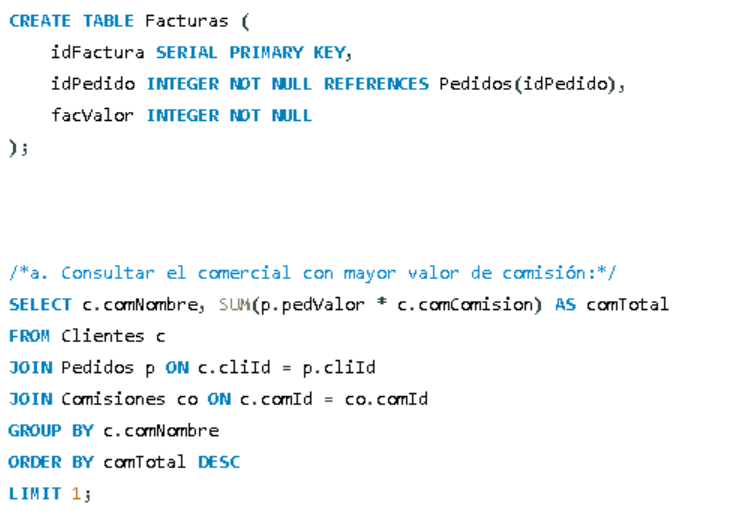 CREATE TABLE Facturas (
    idFactura SERIAL PRIMARY KEY,
    idPedido INTEGER NOT NULL REFERENCES Pedidos(idPedido),
    facValor INTEGER NOT NULL
);
/*a. Consultar el comercial con mayor valor de comisión:*/
SELECT c.comNombre, SUM(p.pedValor * c.comComision) AS comTotal
FROM Clientes c
JOIN Pedidos p ON c.cliId = p.cliId
JOIN Comisiones co ON c.comId = co.comId
GROUP BY c.comNombre
ORDER BY comTotal DESC
LIMIT 1;